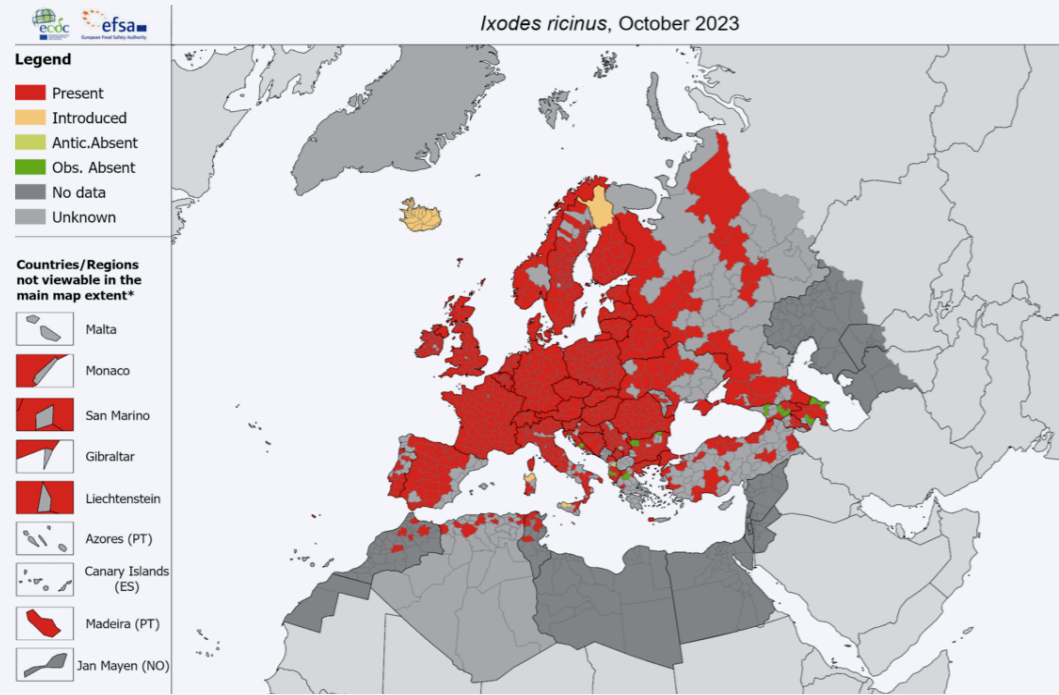 ecdc
efsa
European Food Safety Authority
Ixodes ricinus, October 2023
Legend
Present
Introduced
Antic.Absent
Obs. Absent
No data
Unknown
Countries/Regions
not viewable in the
main map extent*
Malta
Monaco
San Marino
Gibraltar
Liechtenstein
Azores (PT)
Canary Islands
(ES)
Madeira (PT)
Jan Mayen (NO)